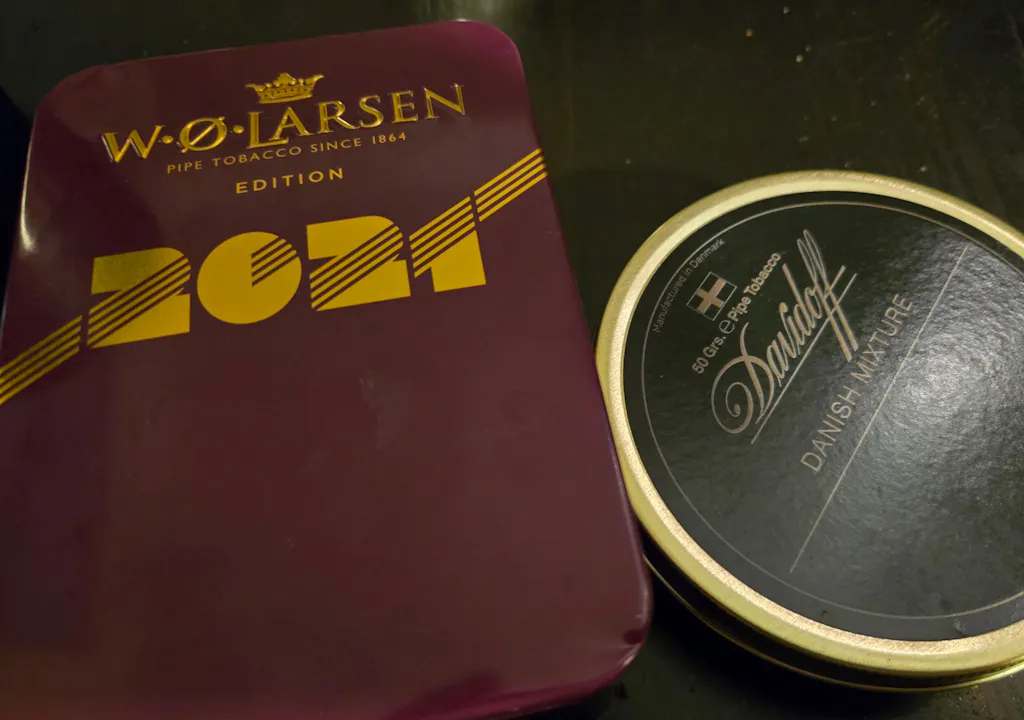 W·Ø·LARSEN
PIPE TOBACCO SINCE 1864
EDITION
2021
Manufactured in Denmark
50 Grs. e Pipe Tobacco
Davidoff
DANISH MIXTURE